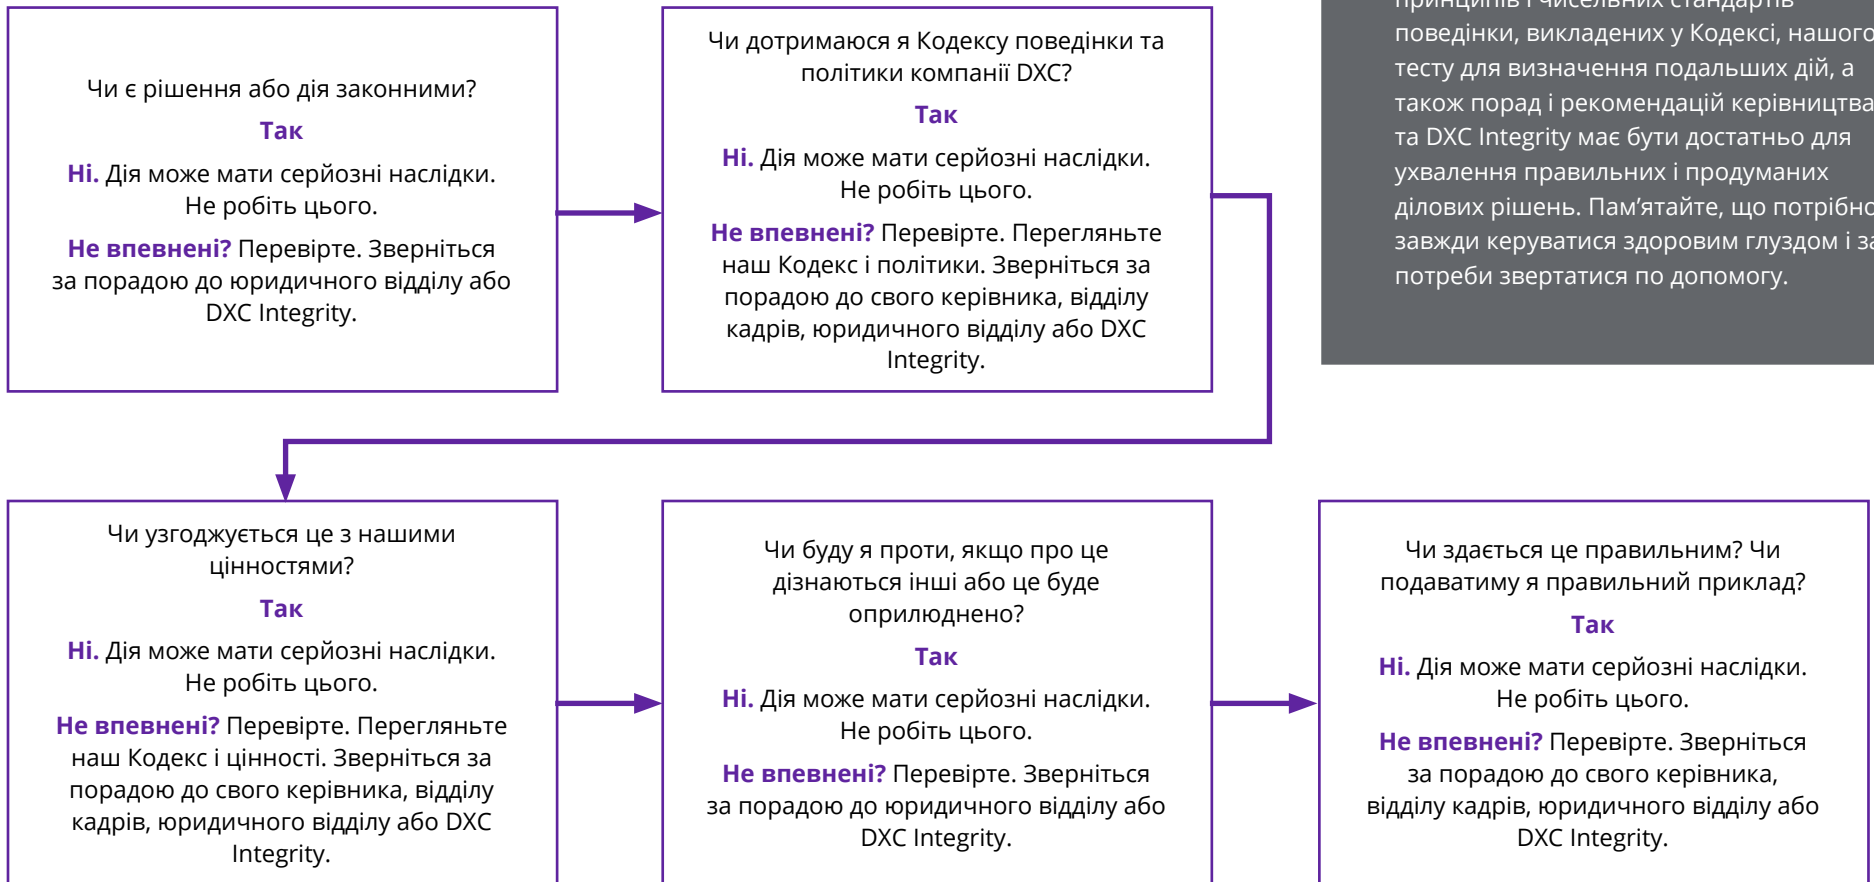 Чи є рішення або дія законними?
Так
Ні. Дія може мати серйозні наслідки.
Не робіть цього.
Не впевнені? Перевірте. Зверніться
за порадою до юридичного відділу або
DXC Integrity.
Чи дотримаюся я Кодексу поведінки та
політики компанії DXC?
Так
Ні. Дія може мати серйозні наслідки.
Не робіть цього.
Не впевнені? Перевірте. Перегляньте
наш Кодекс і політики. Зверніться за
порадою до свого керівника, відділу
кадрів, юридичного відділу або DXC
Integrity.
принципів і чисельних стандартів
поведінки, викладених у Кодексі, нашого
тесту для визначення подальших дій, а
також порад і рекомендацій керівництва
та DXC Integrity має бути достатньо для
ухвалення правильних і продуманих
ділових рішень. Пам’ятайте, що потрібно
завжди керуватися здоровим глуздом і за
потреби звертатися по допомогу.
Чи узгоджується це з нашими
цінностями?
Так
Ні. Дія може мати серйозні наслідки.
Не робіть цього.
Не впевнені? Перевірте. Перегляньте
наш Кодекс і цінності. Зверніться за
порадою до свого керівника, відділу
кадрів, юридичного відділу або DXC
Integrity.
Чи буду я проти, якщо про це
дізнаються інші або це буде
оприлюднено?
Так
Ні. Дія може мати серйозні наслідки.
Не робіть цього.
Не впевнені? Перевірте. Зверніться
за порадою до юридичного відділу або
DXC Integrity.
Чи здається це правильним? Чи
подаватиму я правильний приклад?
Так
Ні. Дія може мати серйозні наслідки.
Не робіть цього.
Не впевнені? Перевірте. Зверніться
за порадою до свого керівника,
відділу кадрів, юридичного відділу або
DXC Integrity.